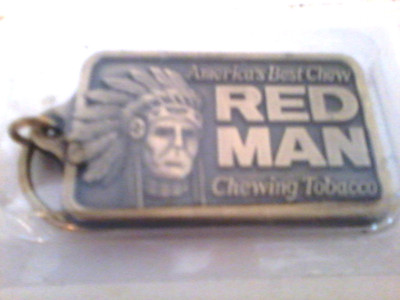 America's Best Chew
RED
MAN
Chewing Tobacco